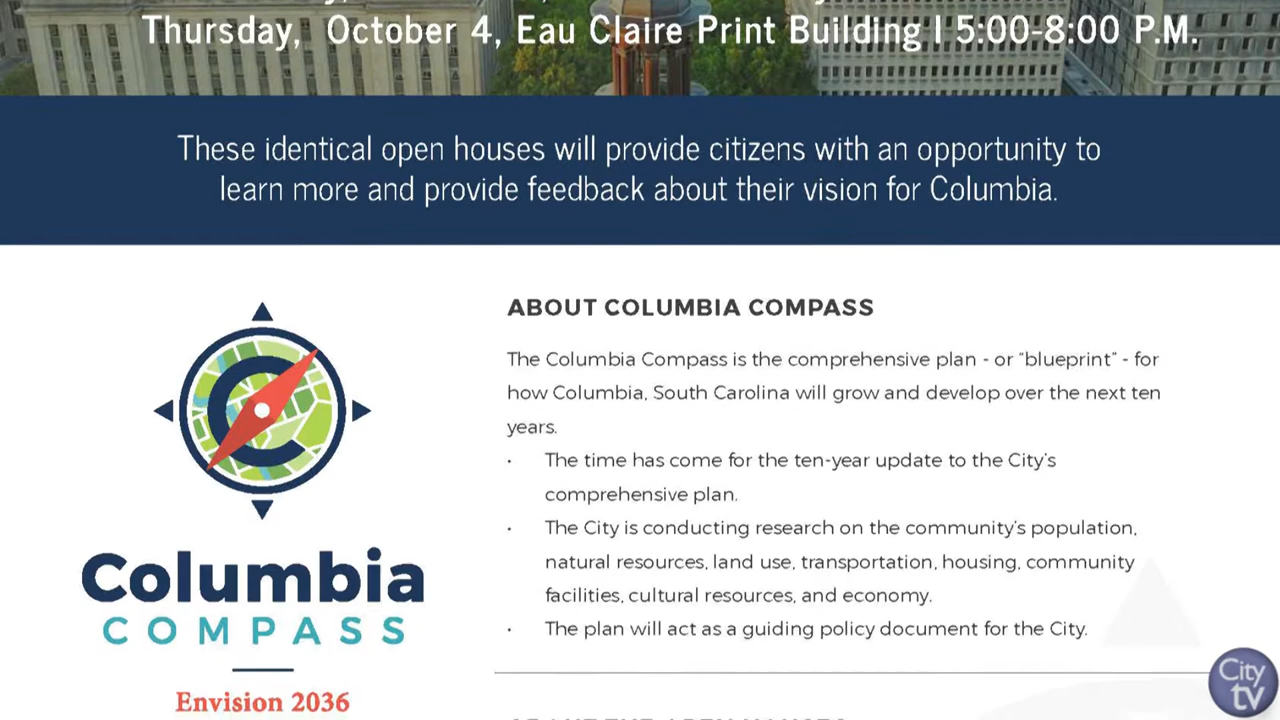 Thursday, October 4, Eau Claire Print Building I 5:00-8:00 P.M.
These identical open houses will provide citizens with an opportunity to
learn more and provide feedback about their vision for Columbia.
ABOUT COLUMBIA COMPASS
The Columbia Compass is the comprehensive plan - or “blueprint” - for
how Columbia, South Carolina will grow and develop over the next ten
years.
· The time has come for the ten-year update to the City’s
comprehensive plan.
· The City is conducting research on the community’s population,
natural resources, land use, transportation, housing, community
facilities, cultural resources, and economy.
· The plan will act as a guiding policy document for the City.
Columbia
COMPASS
Envision 2036
City
tv